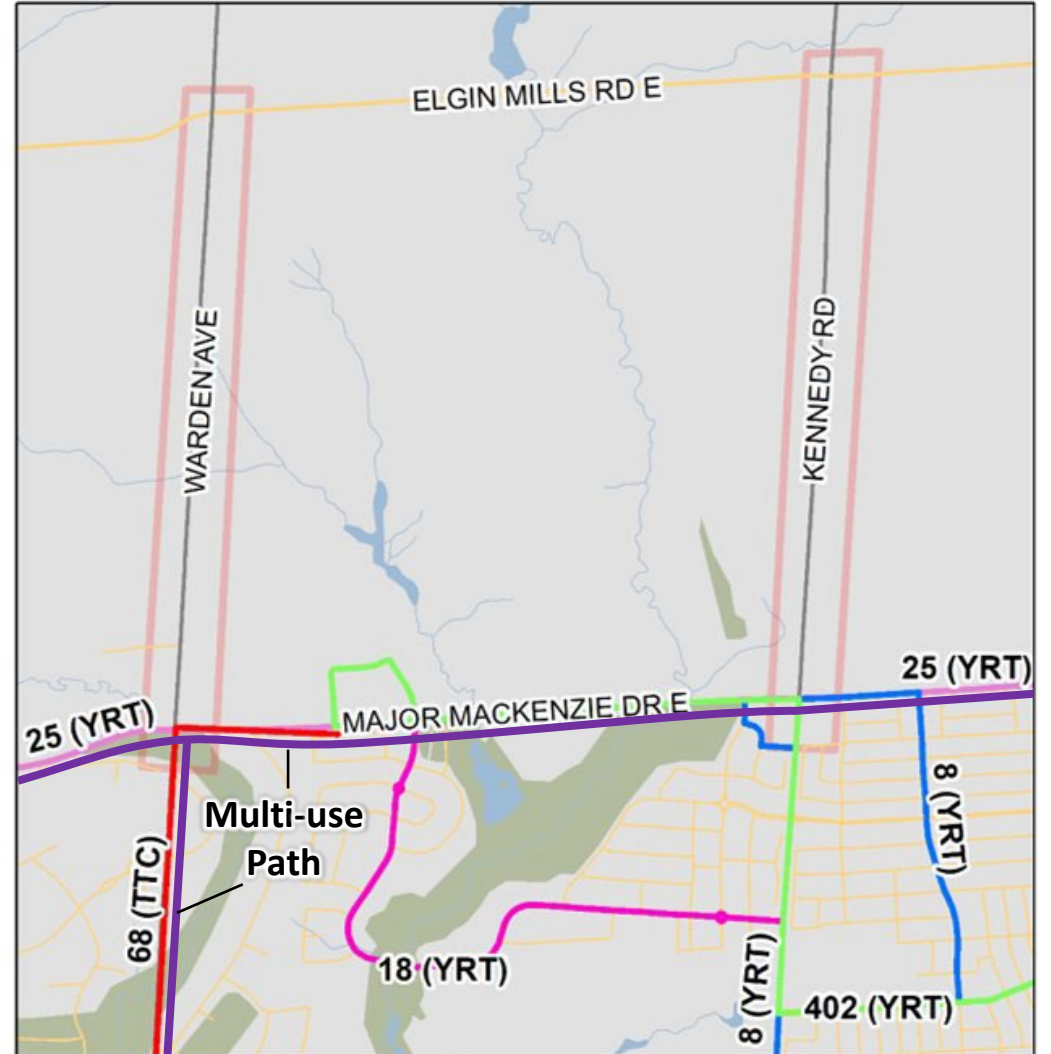 ELGIN MILLS RD E
WARDEN AVE
KENNEDY RD
25 (YRT)
25 (YRT)
MAJOR MACKENZIE DR E
Multi-use
Path
8 (YRT)
68 (TTC)
18 (YRT)
8 (YRT)
402 (YRT)